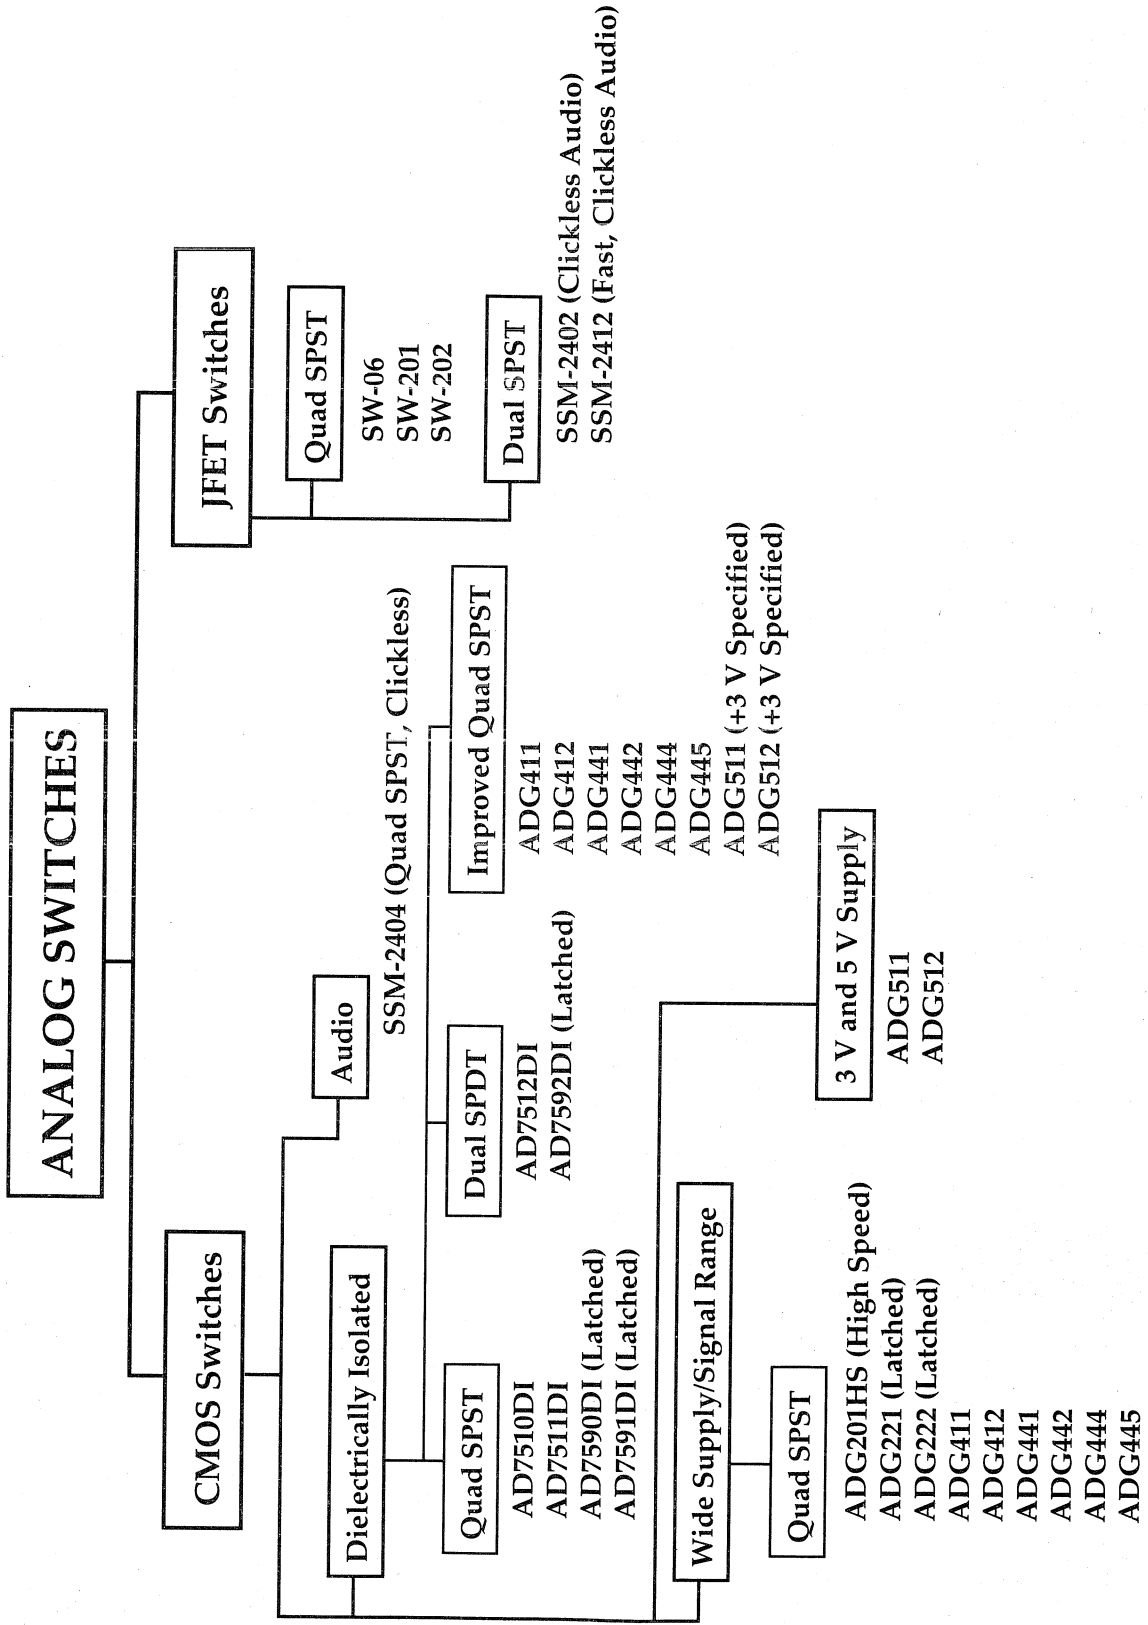 ANALOG SWITCHES
CMOS Switches
JFET Switches
Audio
SSM-2404 (Quad SPST, Clickless)
Dielectrically Isolated
Quad SPST
AD7510DI
AD7511DI
AD7590DI (Latched)
AD7591DI (Latched)
Dual SPDT
AD7512DI
AD7592DI (Latched)
Improved Quad SPST
ADG411
ADG412
ADG441
ADG442
ADG444
ADG445
ADG511 (+3 V Specified)
ADG512 (+3 V Specified)
Wide Supply/Signal Range
Quad SPST
ADG201HS (High Speed)
ADG221 (Latched)
ADG222 (Latched)
ADG411
ADG412
ADG441
ADG442
ADG444
ADG445
3 V and 5 V Supply
ADG511
ADG512
Quad SPST
SW-06
SW-201
SW-202
Dual SPST
SSM-2402 (Clickless Audio)
SSM-2412 (Fast, Clickless Audio)